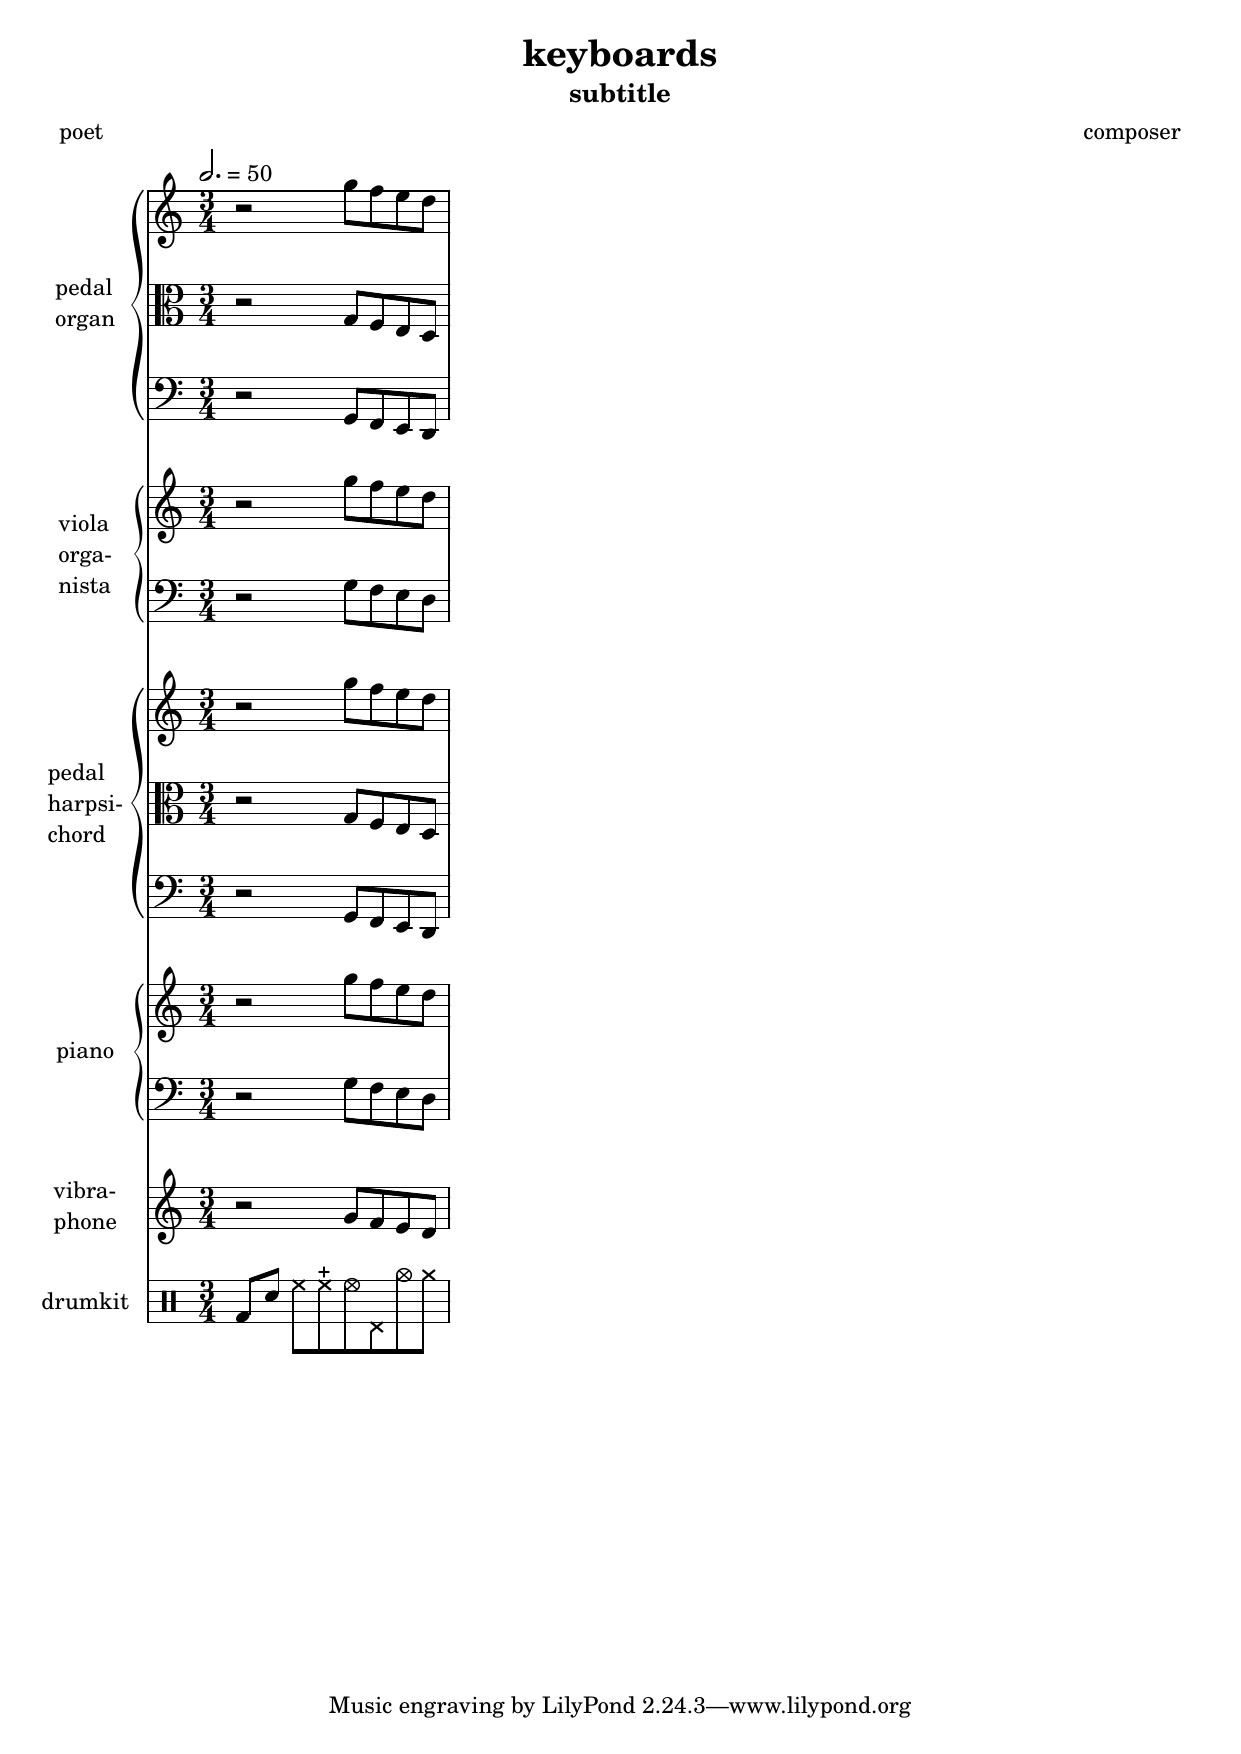 keyboards
subtitle
poet
composer
= 50
pedal
organ
viola
orga-
nista
pedal
harpsi-
chord
piano
vibra-
phone
drumkit
Music engraving by LilyPond 2.24.3—www.lilypond.org